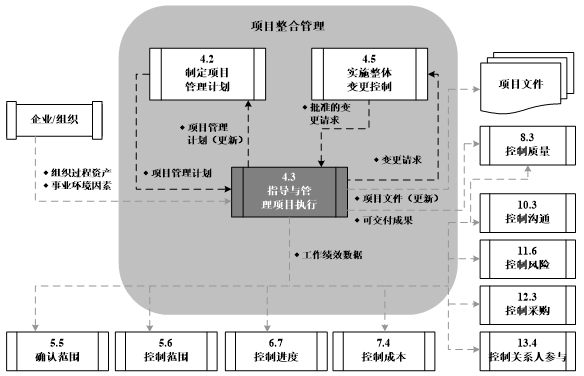 项目整合管理
4.2
制定项目
管理计划
4.5
实施整体
变更控制
项目文件
企业/组织
批准的变
更请求
项目管理
计划（更新）
8.3
控制质量
变更请求
组织过程资产
事业环境因素
项目管理计划
4.3
指导与管
理项目执行
项目文件（更新）
可交付成果
10.3
控制沟通
工作绩效数据
11.6
控制风险
12.3
控制采购
5.5
确认范围
5.6
控制范围
6.7
控制进度
7.4
控制成本
13.4
控制关系人参与